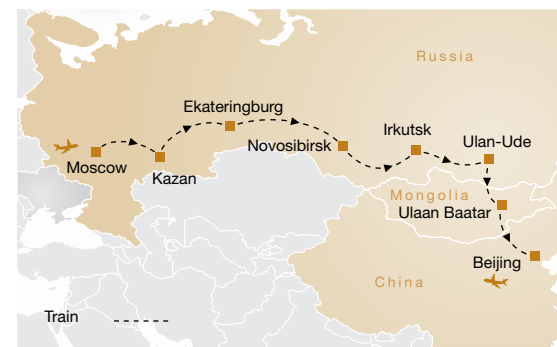 Russia
Ekateringburg
Irkutsk
Ulan-Ude
Novosibirsk
Moscow
Kazan
Mongolia
Ulaan Baatar
Beijing
China
Train